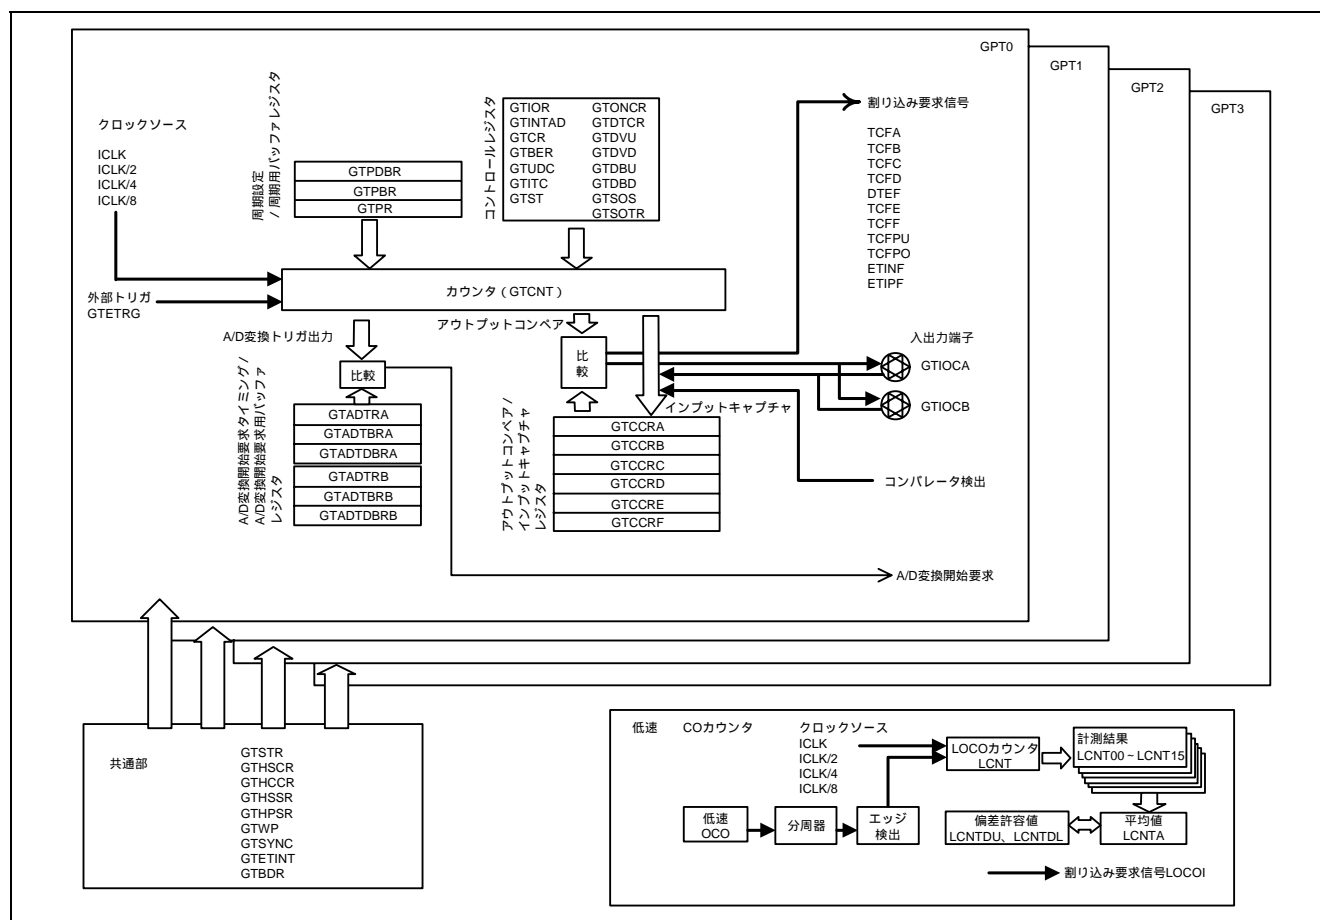 GPT0
GPT1
GPT2
GPT3
クロックソース
ICLK
ICLK/2
ICLK/4
ICLK/8
外部トリガ
GTETRG
周期設定
/ 周期用バッファレジスタ
GTPDBR
GTPBR
GTPR
コントロールレジスタ
GTIOR
GTINTAD
GTCR
GTBER
GTUDC
GTITC
GTST
GTONCR
GTDTCR
GTDVU
GTDVD
GTDBU
GTDBD
GTSOS
GTSOTR
割り込み要求信号
TCFA
TCFB
TCFC
TCFD
DTEF
TCFE
TCFF
TCFPU
TCFPO
ETINF
ETIPF
カウンタ（GTCNT）
A/D変換トリガ出力
比較
A/D変換開始要求タイミング /
A/D変換開始要求用バッファ
レジスタ
GTADTRA
GTADTBRA
GTADTDBRA
GTADTRB
GTADTBRB
GTADTDBRB
アウトプットコンペア
比
較
インプットキャプチャ
アウトプットコンペア /
インプットキャプチャ
レジスタ
GTCCRA
GTCCRB
GTCCRC
GTCCRD
GTCCRE
GTCCRF
入出力端子
GTIOCA
GTIOCB
コンパレータ検出
A/D変換開始要求
共通部
GTSTR
GTHSCR
GTHCCR
GTHSSR
GTHPSR
GTWP
GTSYNC
GTETINT
GTBDR
低速 COカウンタ
クロックソース
ICLK
ICLK/2
ICLK/4
ICLK/8
LOCOカウンタ
LCNT
計測結果
LCNT00～LCNT15
低速
OCO
分周器
エッジ
検出
偏差許容値
LCNTDU、LCNTDL
平均値
LCNTA
割り込み要求信号LOCOI